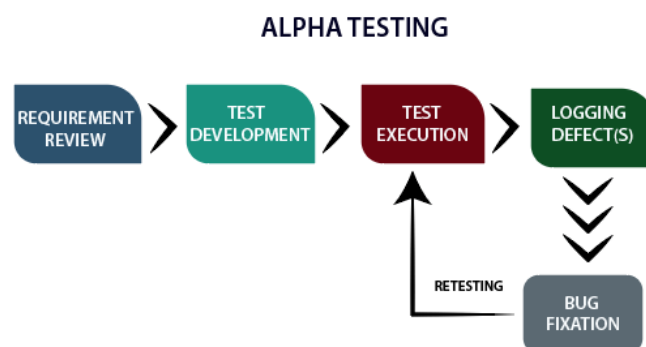 ALPHA TESTING
REQUIREMENT
REVIEW
TEST
DEVELOPMENT
TEST
EXECUTION
LOGGING
DEFECT(S)
RETESTING
BUG
FIXATION